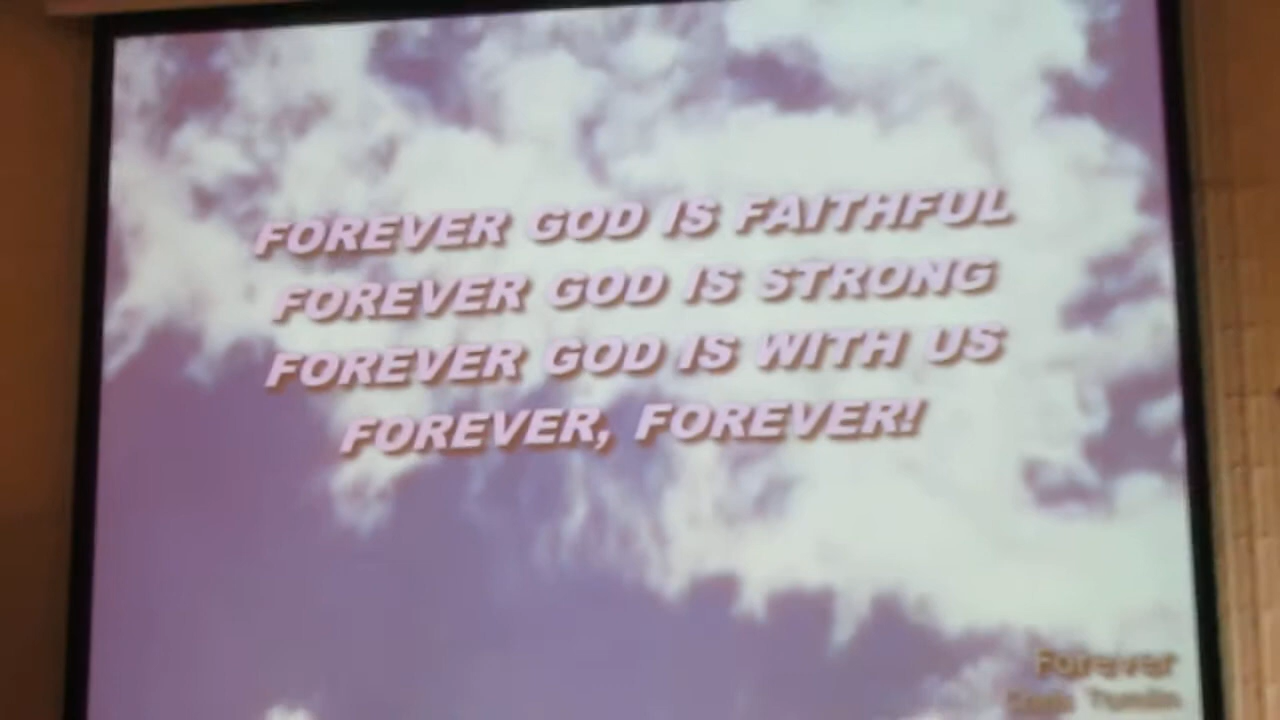 FOREVER GOD IS FAITHFUL
FOREVER GOD IS STRONG
FOREVER GOD IS WITH US
FOREVER, FOREVER!
Forever